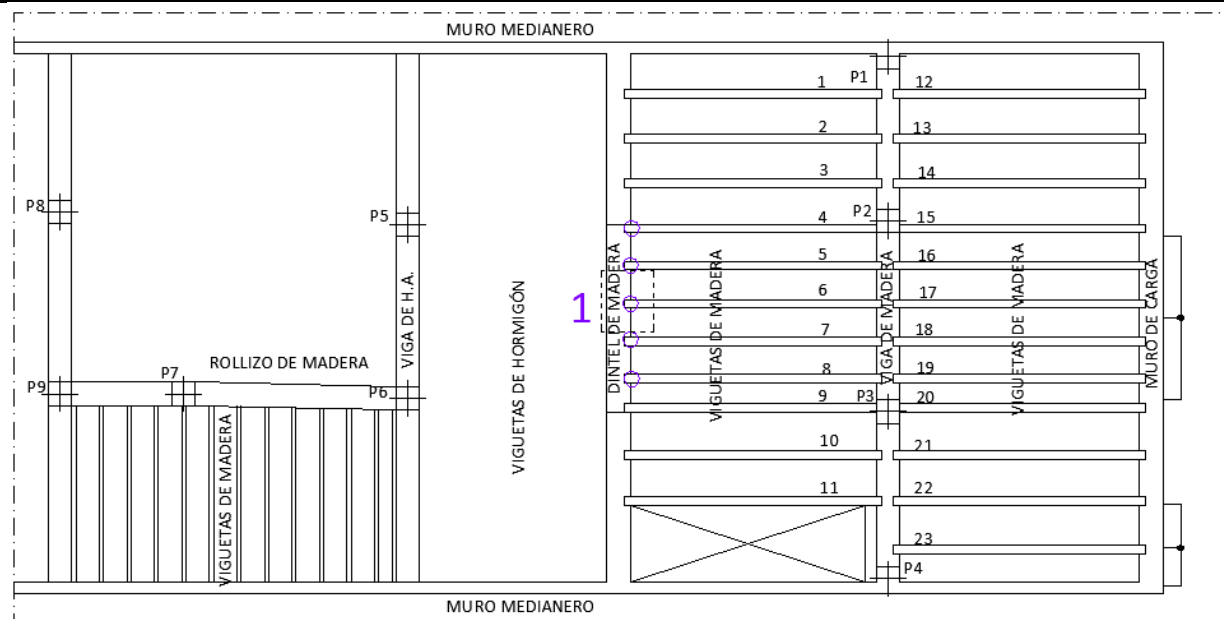 MURO MEDIANERO
1
P1
12
2
13
3
14
P8
P5
4
P2
15
5
16
DINTEL DE MADERA
VIGUETAS DE MADERA
VIGA DE MADERA
VIGUETAS DE MADERA
MURO DE CARGA
VIGA DE H.A.
VIGUETAS DE HORMIGÓN
1
6
17
7
18
ROLLIZO DE MADERA
P9
P7
P6
8
19
9
P3
20
10
21
VIGUETAS DE MADERA
11
22
23
P4
MURO MEDIANERO